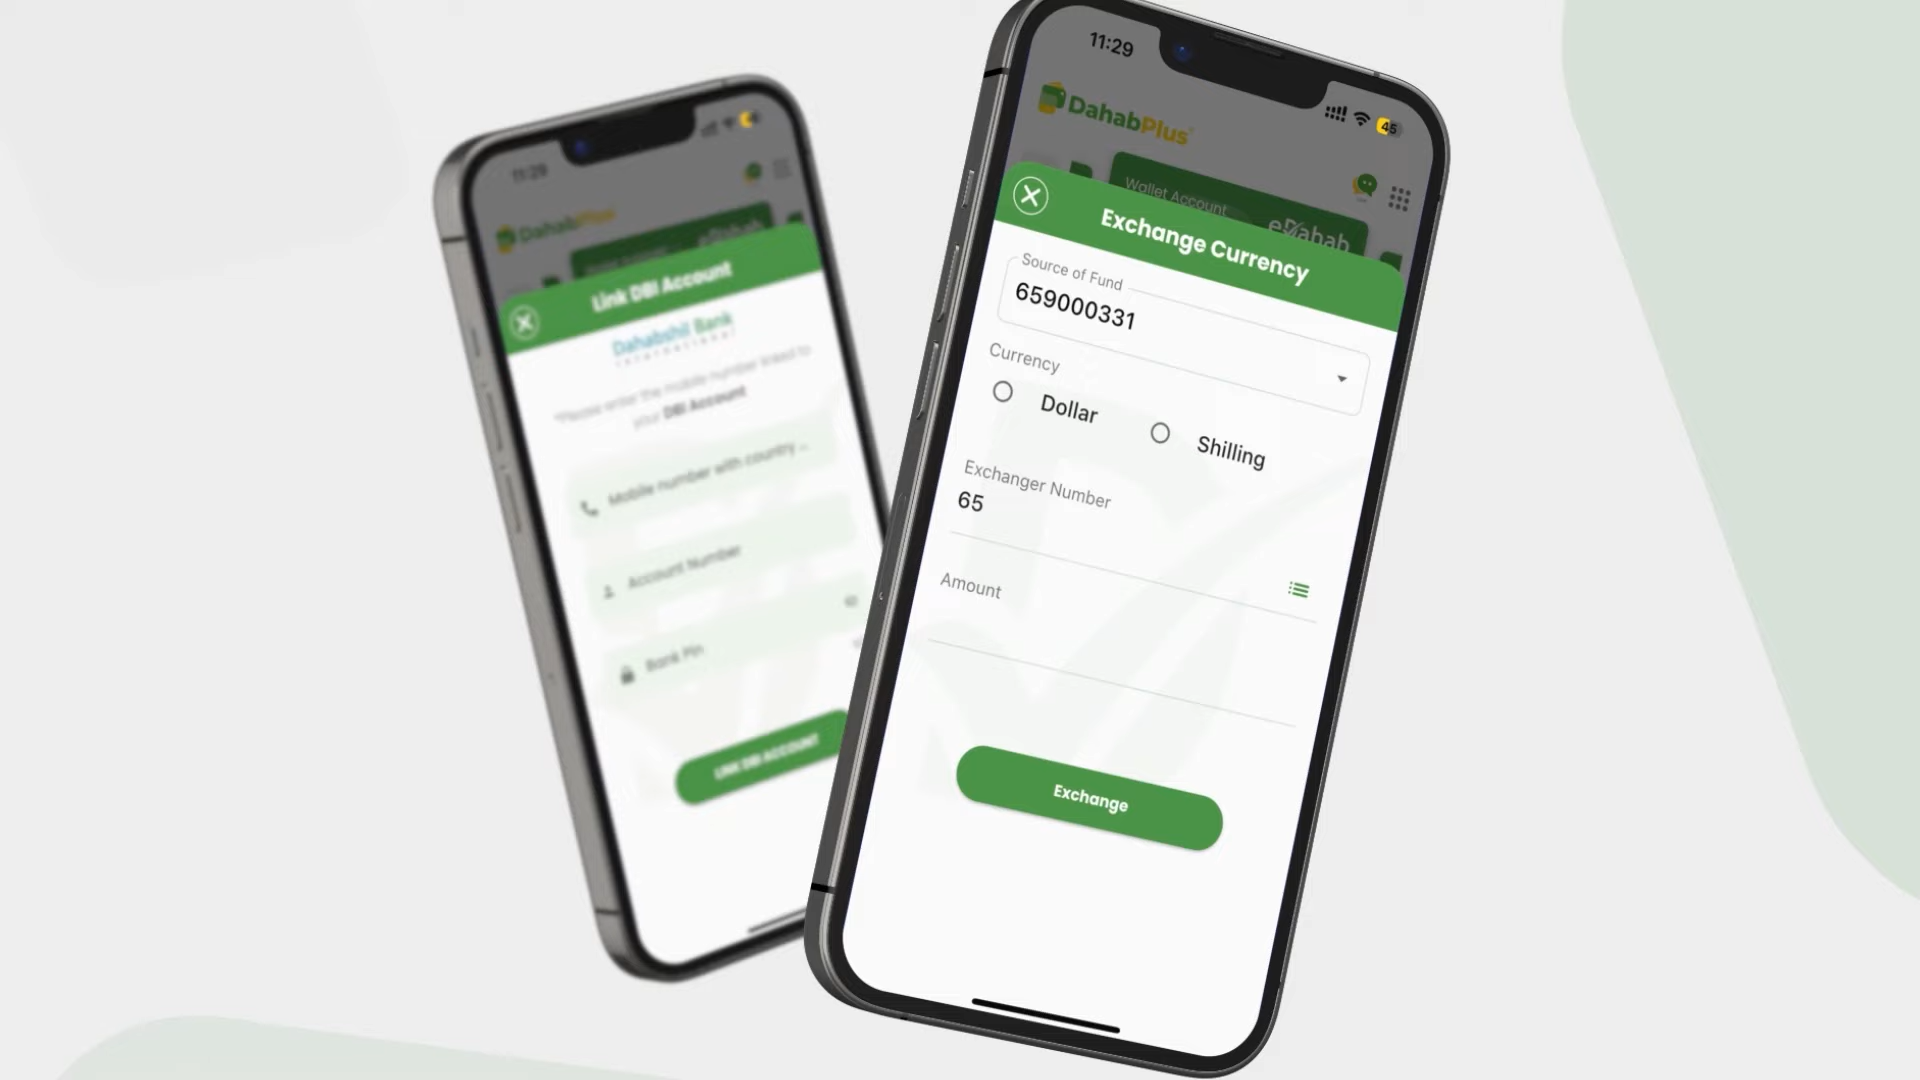 11:29
DahabPlus
Link DBI Account
Dahabshil Bank
International
*Please enter the mobile number linked to
your DBI Account
Mobile number with country ...
Account Number
Bank Pin
LINK DBI ACCOUNT
11:29
45
DahabPlus
Wallet Account
eDahab
Exchange Currency
Source of Fund
659000331
Currency
Dollar
Shilling
Exchanger Number
65
Amount
Exchange